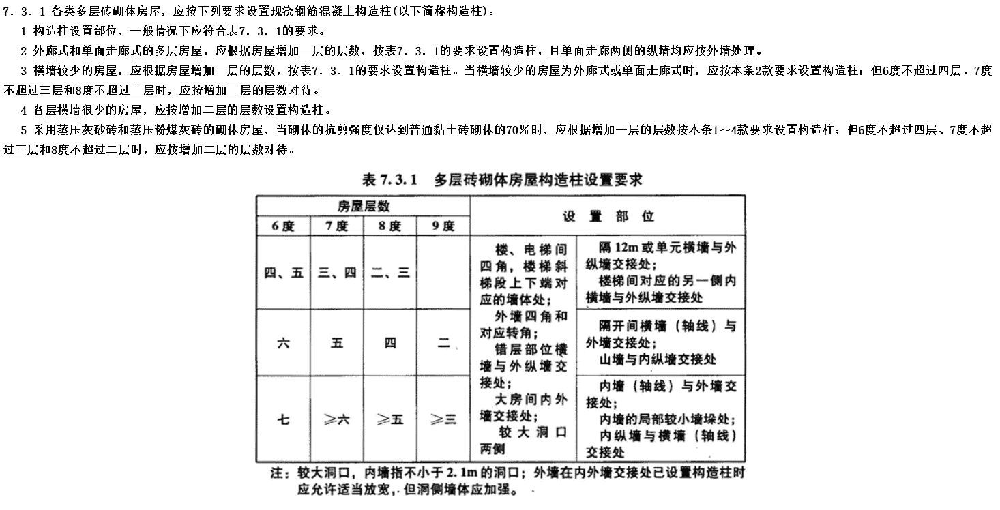 7. 3. 1 各类多层砖砌体房屋，应按下列要求设置现浇钢筋混凝土构造柱(以下简称构造柱)：
1 构造柱设置部位，一般情况下应符合表7. 3. 1的要求。
2 外廊式和单面走廊式的多层房屋，应根据房屋增加一层的层数，按表7. 3. 1的要求设置构造柱，且单面走廊两侧的纵墙均应按外墙处理。
3 横墙较少的房屋，应根据房屋增加一层的层数，按表7. 3. 1的要求设置构造柱。当横墙较少的房屋为外廊式或单面走廊式时，应按本条2款要求设置构造柱；但6度不超过四层、7度
不超过三层和8度不超过二层时，应按增加二层的层数对待。
4 各层横墙很少的房屋，应按增加二层的层数设置构造柱。
5 采用蒸压灰砂砖和蒸压粉煤灰砖的砌体房屋，当砌体的抗剪强度仅达到普通黏土砖砌体的70％时，应根据增加一层的层数按本条1～4款要求设置构造柱；但6度不超过四层、7度不超
过三层和8度不超过二层时，应按增加二层的层数对待。
表 7. 3. 1 多层砖砌体房屋构造柱设置要求
房屋层数
设 置 部 位
6 度 7 度 8 度 9 度
四、五 三、四 二、三
六 五 四 二
七 ≥六 ≥五 ≥三
楼、电梯间
四角，楼梯斜
梯段上下端对
应的墙体处；
外墙四角和
对应转角；
错层部位横
墙与外纵墙交
接处；
大房间内外
墙交接处；
较大洞口
两侧
隔 12m 或单元横墙与外
纵墙交接处；
楼梯间对应的另一侧内
横墙与外纵墙交接处
隔开间横墙（轴线）与
外墙交接处；
山墙与内纵墙交接处
内墙（轴线）与外墙交
接处；
内墙的局部较小墙垛处；
内纵墙与横墙（轴线）
交接处
注：较大洞口，内墙指不小于 2. 1m 的洞口；外墙在内外墙交接处已设置构造柱时
应允许适当放宽，但洞侧墙体应加强。